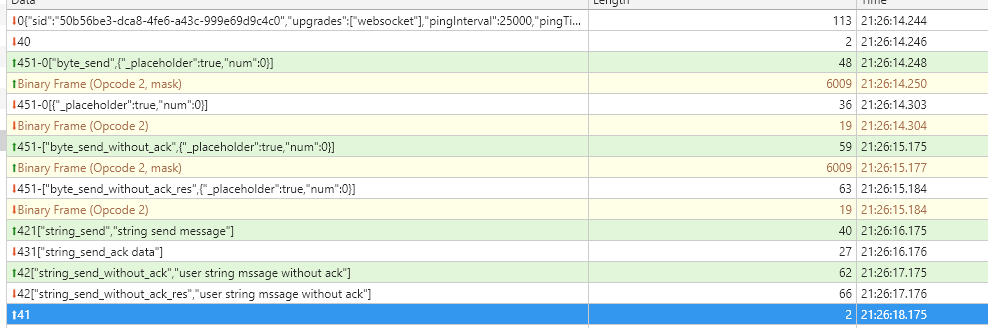 Data Length Time
↓0{"sid":"50b56be3-dca8-4fe6-a43c-999e69d9c4c0","upgrades":["websocket"],"pingInterval":25000,"pingTi... 113 21:26:14.244
↓40 2 21:26:14.246
↑451-0["byte_send",{"_placeholder":true,"num":0}] 48 21:26:14.248
↑Binary Frame (Opcode 2, mask) 6009 21:26:14.250
↓451-0[{"_placeholder":true,"num":0}] 36 21:26:14.303
↓Binary Frame (Opcode 2) 19 21:26:14.304
↑451-["byte_send_without_ack",{"_placeholder":true,"num":0}] 59 21:26:15.175
↑Binary Frame (Opcode 2, mask) 6009 21:26:15.177
↓451-["byte_send_without_ack_res",{"_placeholder":true,"num":0}] 63 21:26:15.184
↓Binary Frame (Opcode 2) 19 21:26:15.184
↑421["string_send","string send message"] 40 21:26:16.175
↓431["string_send_ack data"] 27 21:26:16.176
↑42["string_send_without_ack","user string mssage without ack"] 62 21:26:17.175
↓42["string_send_without_ack_res","user string mssage without ack"] 66 21:26:17.176
↑41 2 21:26:18.175